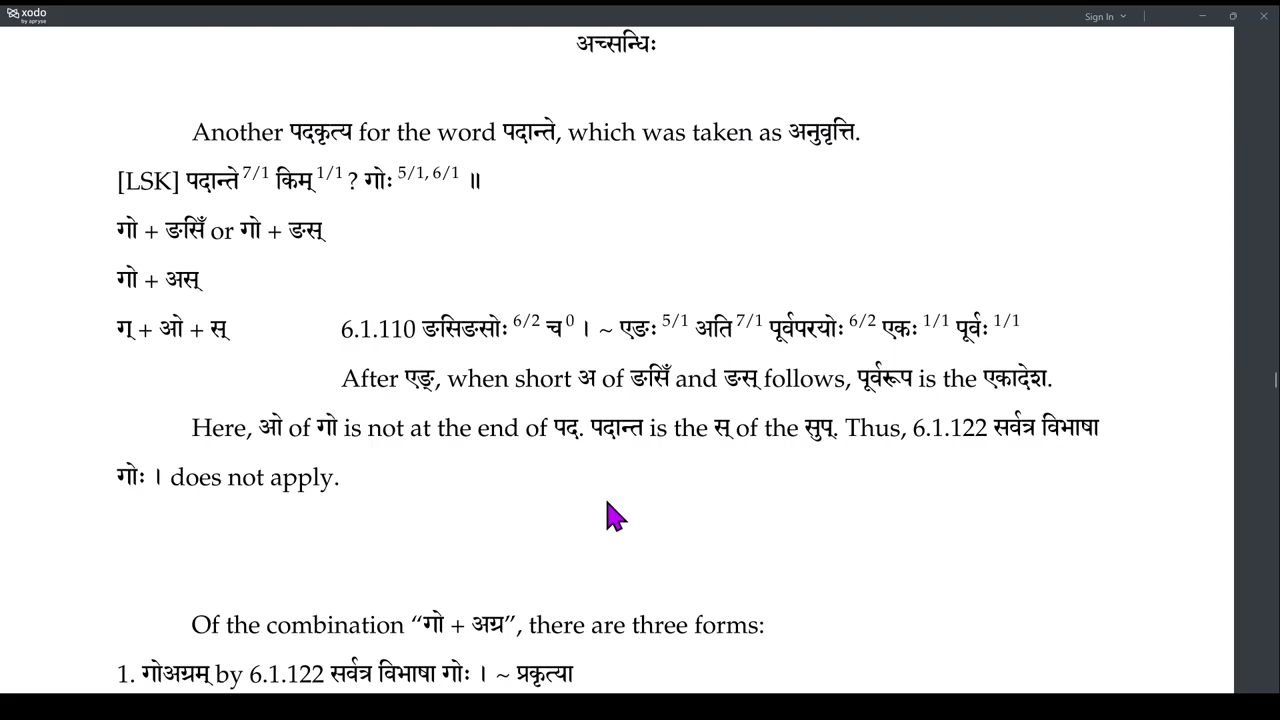 xodo
by apryse
Sign In
अच्सन्धिः
Another पदकृत्य for the word पदान्ते, which was taken as अनुवृत्ति.
[LSK] पदान्ते 7/1 किम् 1/1 ? गोः 5/1, 6/1 ॥
गो + ङसिँ or गो + ङस्
गो + अस्
ग् + ओ + स् 6.1.110 ङसिङसोः 6/2 च 0 । ~ एङः 5/1 अति 7/1 पूर्वपरयोः 6/2 एकः 1/1 पूर्वः 1/1
After एङ्, when short अ of ङसिँ and ङस् follows, पूर्वरूप is the एकादेश.
Here, ओ of गो is not at the end of पद. पदान्त is the स् of the सुप्. Thus, 6.1.122 सर्वत्र विभाषा
गोः । does not apply.
Of the combination “गो + अग्र”, there are three forms:
1. गोअग्रम् by 6.1.122 सर्वत्र विभाषा गोः । ~ प्रकृत्या